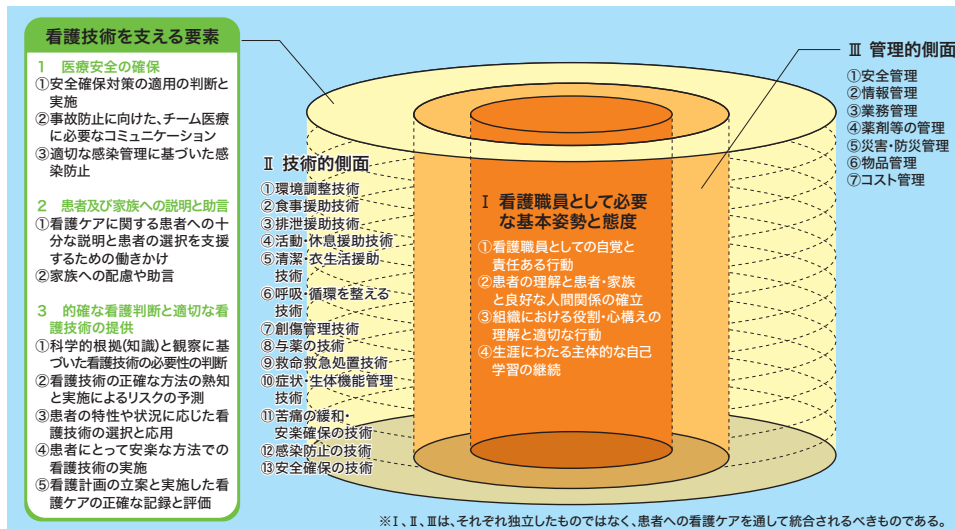 看護技術を支える要素
1 医療安全の確保
①安全確保対策の適用の判断と
実施
②事故防止に向けた、チーム医療
に必要なコミュニケーション
③適切な感染管理に基づいた感
染防止
2 患者及び家族への説明と助言
①看護ケアに関する患者への十
分な説明と患者の選択を支援
するための働きかけ
②家族への配慮や助言
3 的確な看護判断と適切な看
護技術の提供
①科学的根拠(知識)と観察に基
づいた看護技術の必要性の判断
②看護技術の正確な方法の熟知
と実施によるリスクの予測
③患者の特性や状況に応じた看
護技術の選択と応用
④患者にとって安楽な方法での
看護技術の実施
⑤看護計画の立案と実施した看
護ケアの正確な記録と評価
Ⅱ 技術的側面
①環境調整技術
②食事援助技術
③排泄援助技術
④活動・休息援助技術
⑤清潔・衣生活援助
技術
⑥呼吸・循環を整える
技術
⑦創傷管理技術
⑧与薬の技術
⑨救命救急処置技術
⑩症状・生体機能管理
技術
⑪苦痛の緩和・
安楽確保の技術
⑫感染防止の技術
⑬安全確保の技術
Ⅰ 看護職員として必要
な基本姿勢と態度
①看護職員としての自覚と
責任ある行動
②患者の理解と患者・家族
と良好な人間関係の確立
③組織における役割・心構えの
理解と適切な行動
④生涯にわたる主体的な自己
学習の継続
Ⅲ 管理的側面
①安全管理
②情報管理
③業務管理
④薬剤等の管理
⑤災害・防災管理
⑥物品管理
⑦コスト管理
※Ⅰ、Ⅱ、Ⅲは、それぞれ独立したものではなく、患者への看護ケアを通して統合されるべきものである。